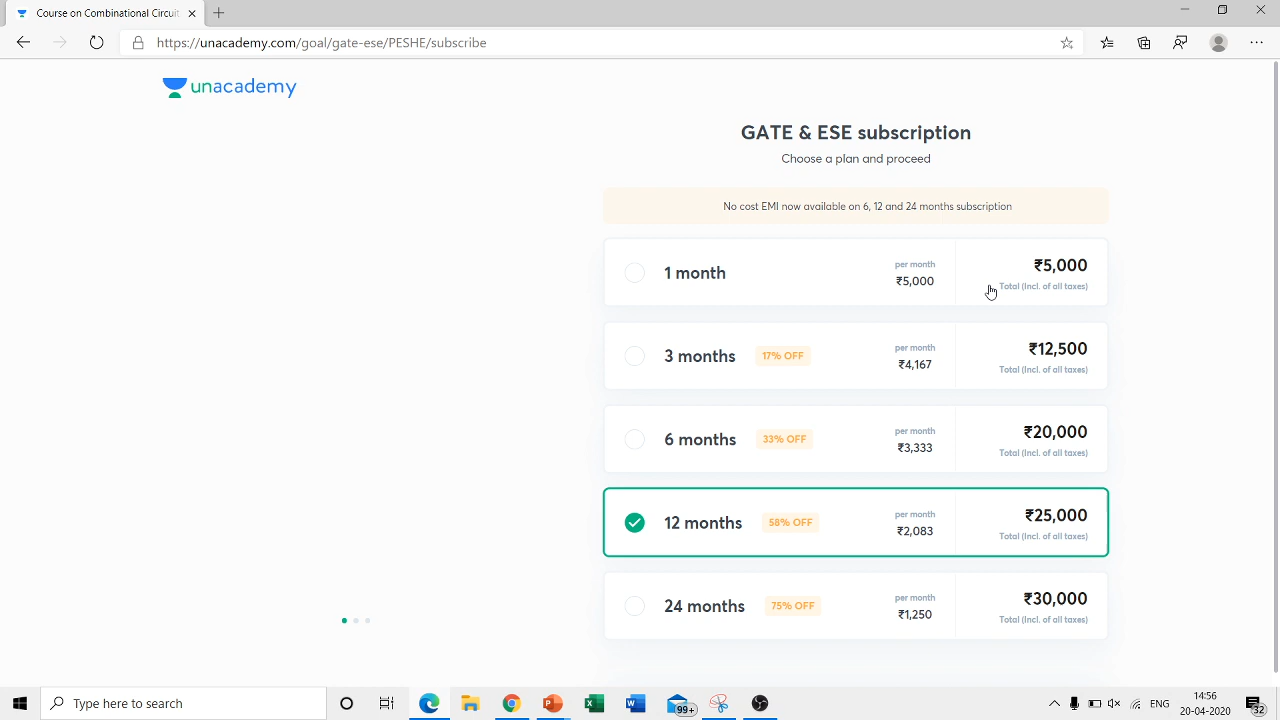 Course on Combinational Circuit
https://unacademy.com/goal/gate-ese/PESHE/subscribe
unacademy
GATE & ESE subscription
Choose a plan and proceed
No cost EMI now available on 6, 12 and 24 months subscription
1 month
per month
₹5,000
₹5,000
Total (Incl. of all taxes)
3 months
17% OFF
per month
₹4,167
₹12,500
Total (Incl. of all taxes)
6 months
33% OFF
per month
₹3,333
₹20,000
Total (Incl. of all taxes)
12 months
58% OFF
per month
₹2,083
₹25,000
Total (Incl. of all taxes)
24 months
75% OFF
per month
₹1,250
₹30,000
Total (Incl. of all taxes)
Type here to search
99+
ENG
14:56
20-04-2020
32